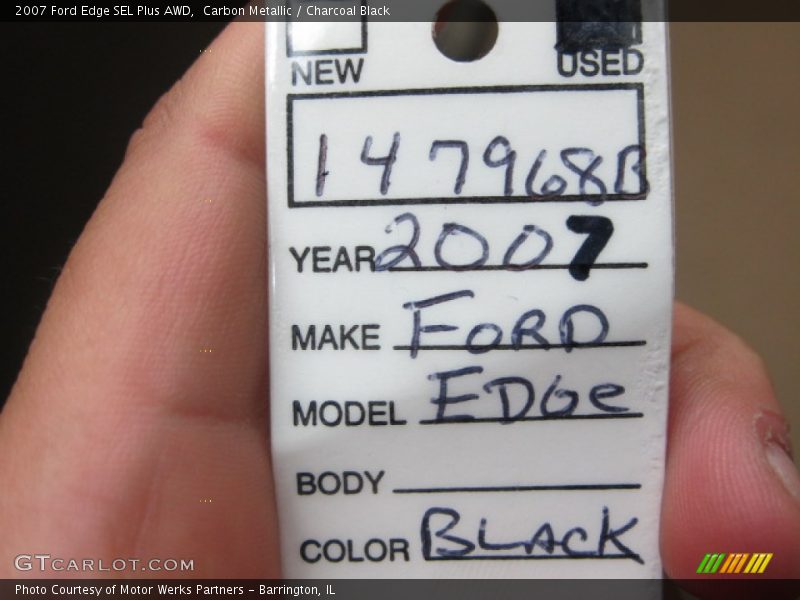 2007 Ford Edge SEL Plus AWD,  Carbon Metallic / Charcoal Black
NEW USED
147968B
YEAR 2007
MAKE FORD
MODEL EDGe
BODY
COLOR BLACK
GTCARLOT.COM
Photo Courtesy of Motor Werks Partners - Barrington, IL